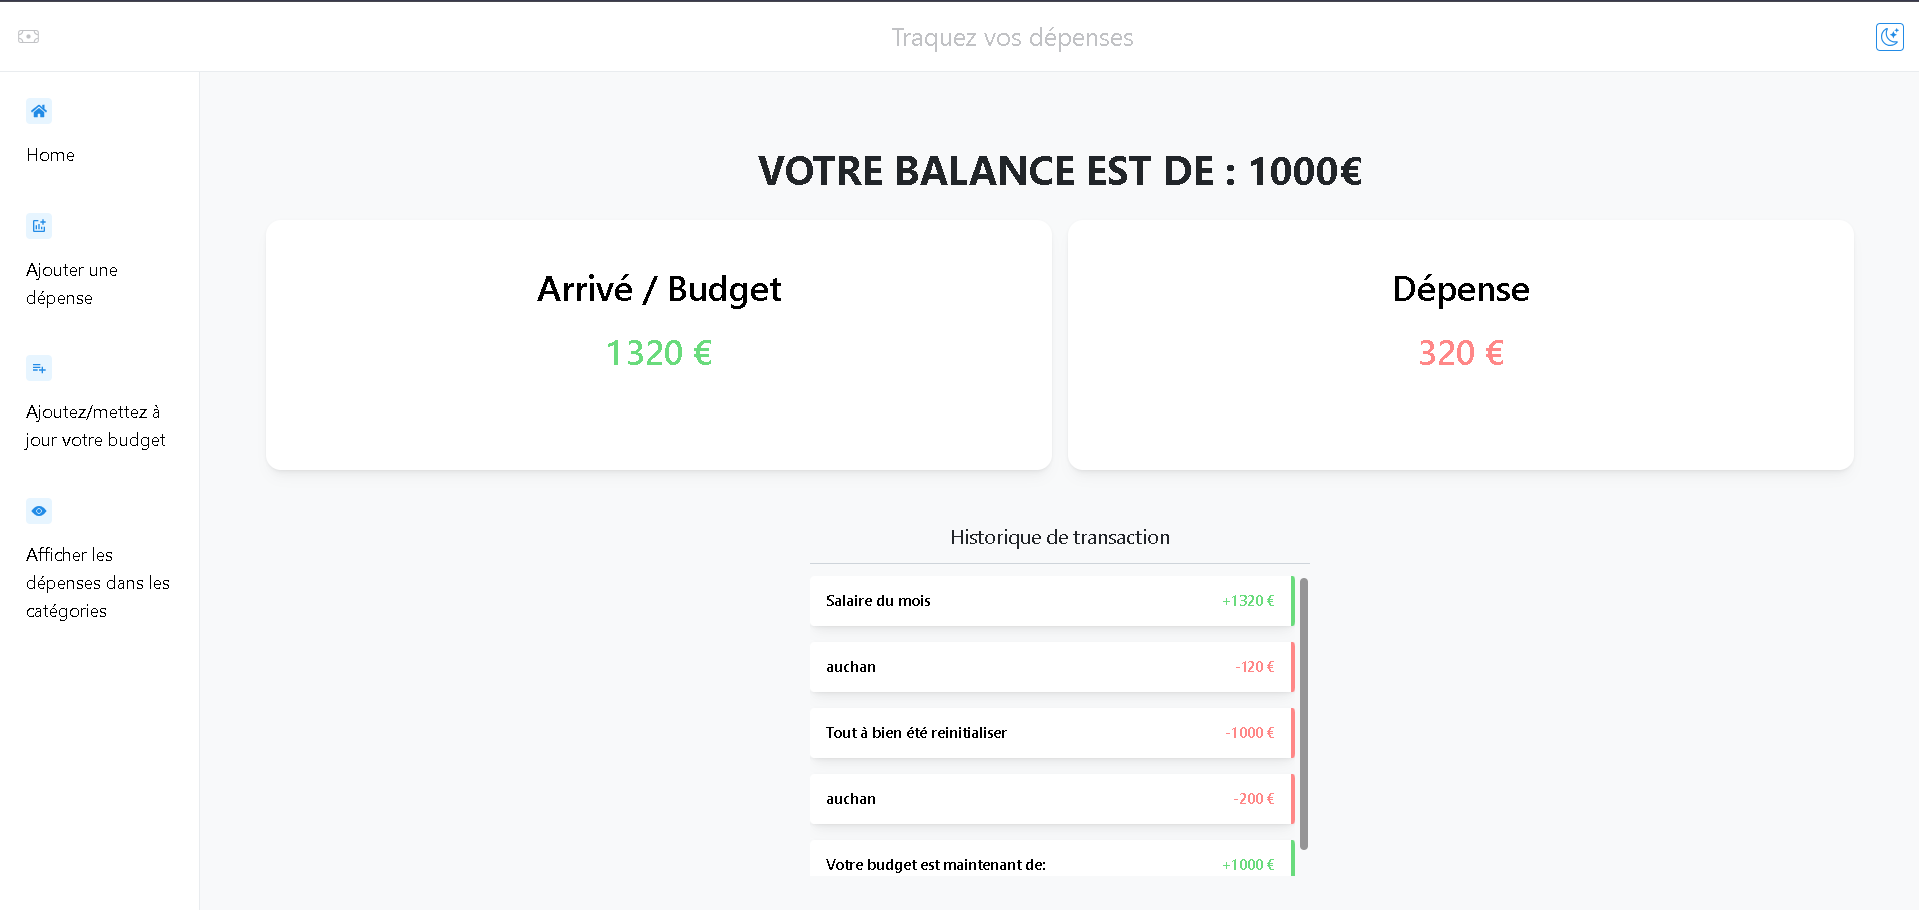 Traquez vos dépenses
Home
Ajouter une
dépense
Ajoutez/mettez à
jour votre budget
Afficher les
dépenses dans les
catégories
VOTRE BALANCE EST DE : 1000€
Arrivé / Budget
1320 €
Dépense
320 €
Historique de transaction
Salaire du mois +1320 €
auchan -120 €
Tout à bien été reinitialiser -1000 €
auchan -200 €
Votre budget est maintenant de: +1000 €